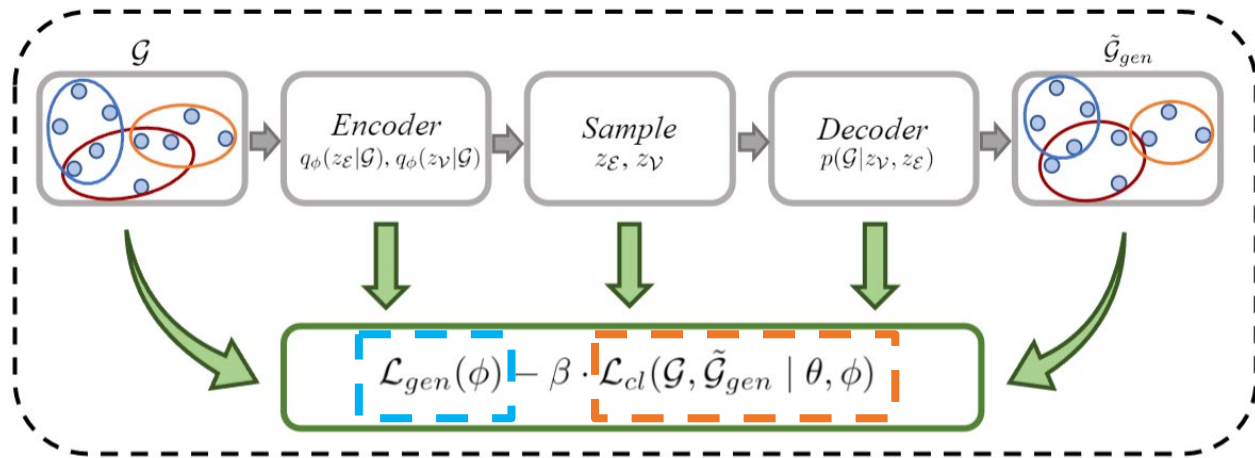 𝒢
𝒢̃_gen
Encoder
q_ϕ(z_ℰ|𝒢), q_ϕ(z_𝒱|𝒢)
Sample
z_ℰ, z_𝒱
Decoder
p(𝒢|z_𝒱, z_ℰ)
ℒ_gen(ϕ) − β · ℒ_cl(𝒢, 𝒢̃_gen | θ, ϕ)